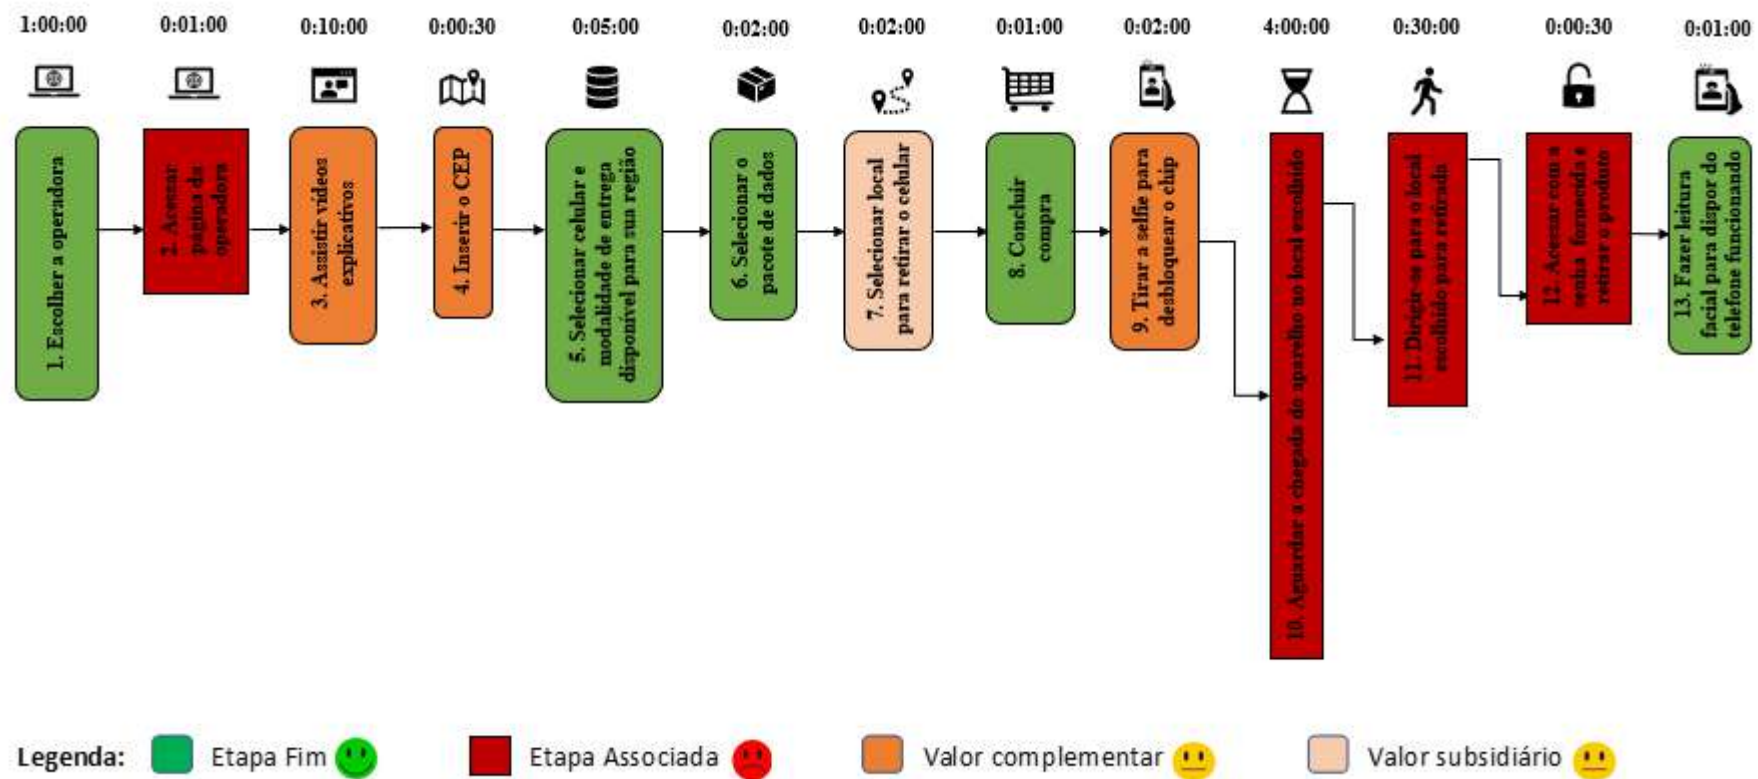 1:00:00
0:01:00
0:10:00
0:00:30
0:05:00
0:02:00
0:02:00
0:01:00
0:02:00
4:00:00
0:30:00
0:00:30
0:01:00
1. Escolher a operadora
2. Acessar
pagina da
operadora
3. Assistir vídeos
explicativos
4. Inserir o CEP
5. Selecionar celular e
modalidade de entrega
disponível para sua região
6. Selecionar o
pacote de dados
7. Selecionar local
para retirar o celular
8. Concluir
compra
9. Tirar a selfie para
desbloquear o chip
10. Aguardar a chegada do aparelho no local escolhido
11. Dirigir-se para o local
escolhido para retirada
12. Acessar com a
senha fornecida e
retirar o produto
13. Fazer leitura
facial para dispor do
telefone funcionando
Legenda:
Etapa Fim
Etapa Associada
Valor complementar
Valor subsidiário